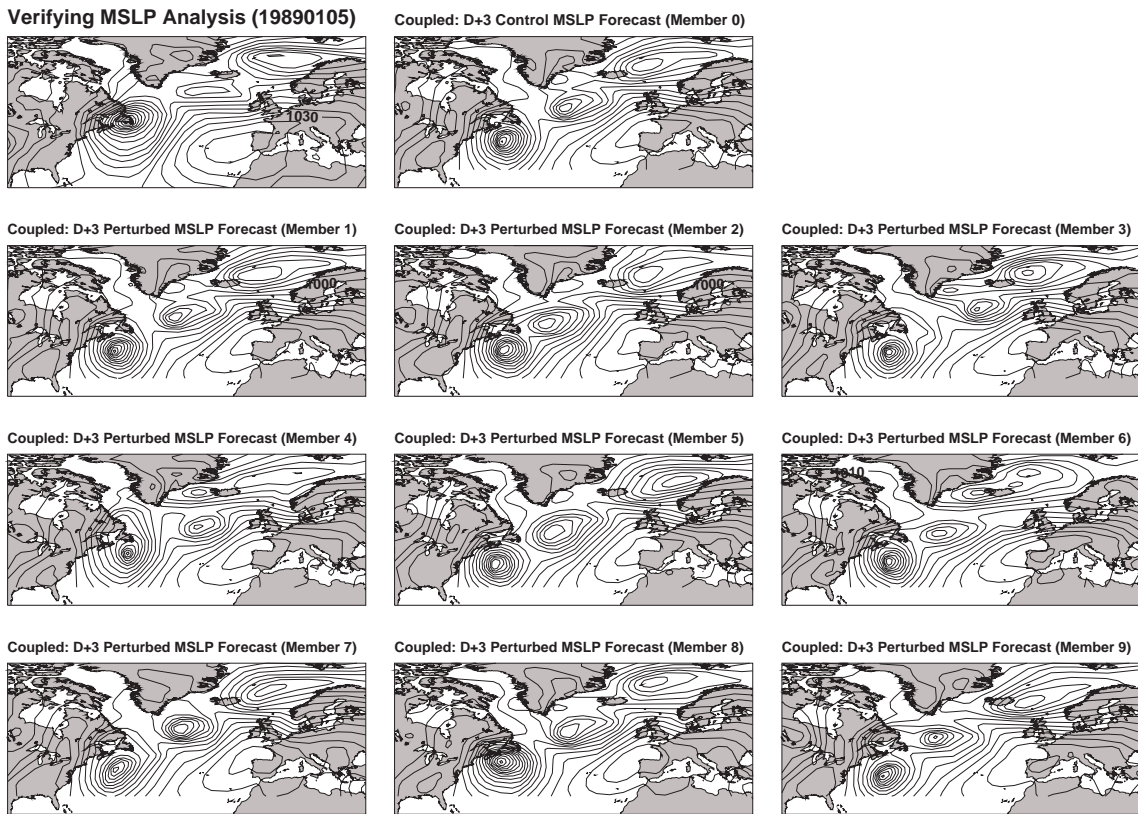 Verifying MSLP Analysis (19890105)
Coupled: D+3 Control MSLP Forecast (Member 0)
1030
Coupled: D+3 Perturbed MSLP Forecast (Member 1)
Coupled: D+3 Perturbed MSLP Forecast (Member 2)
Coupled: D+3 Perturbed MSLP Forecast (Member 3)
1000
1000
Coupled: D+3 Perturbed MSLP Forecast (Member 4)
Coupled: D+3 Perturbed MSLP Forecast (Member 5)
Coupled: D+3 Perturbed MSLP Forecast (Member 6)
1010
Coupled: D+3 Perturbed MSLP Forecast (Member 7)
Coupled: D+3 Perturbed MSLP Forecast (Member 8)
Coupled: D+3 Perturbed MSLP Forecast (Member 9)